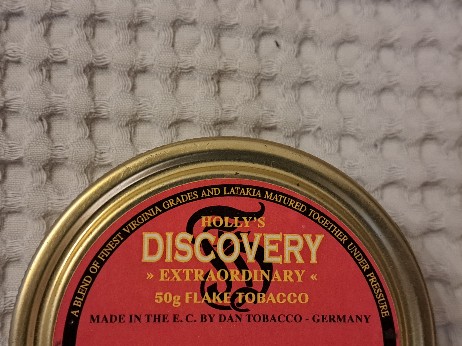 · A BLEND OF FINEST VIRGINIA GRADES AND LATAKIA MATURED TOGETHER UNDER PRESSURE
HOLLY'S
DISCOVERY
» EXTRAORDINARY «
50g FLAKE TOBACCO
MADE IN THE E. C. BY DAN TOBACCO - GERMANY